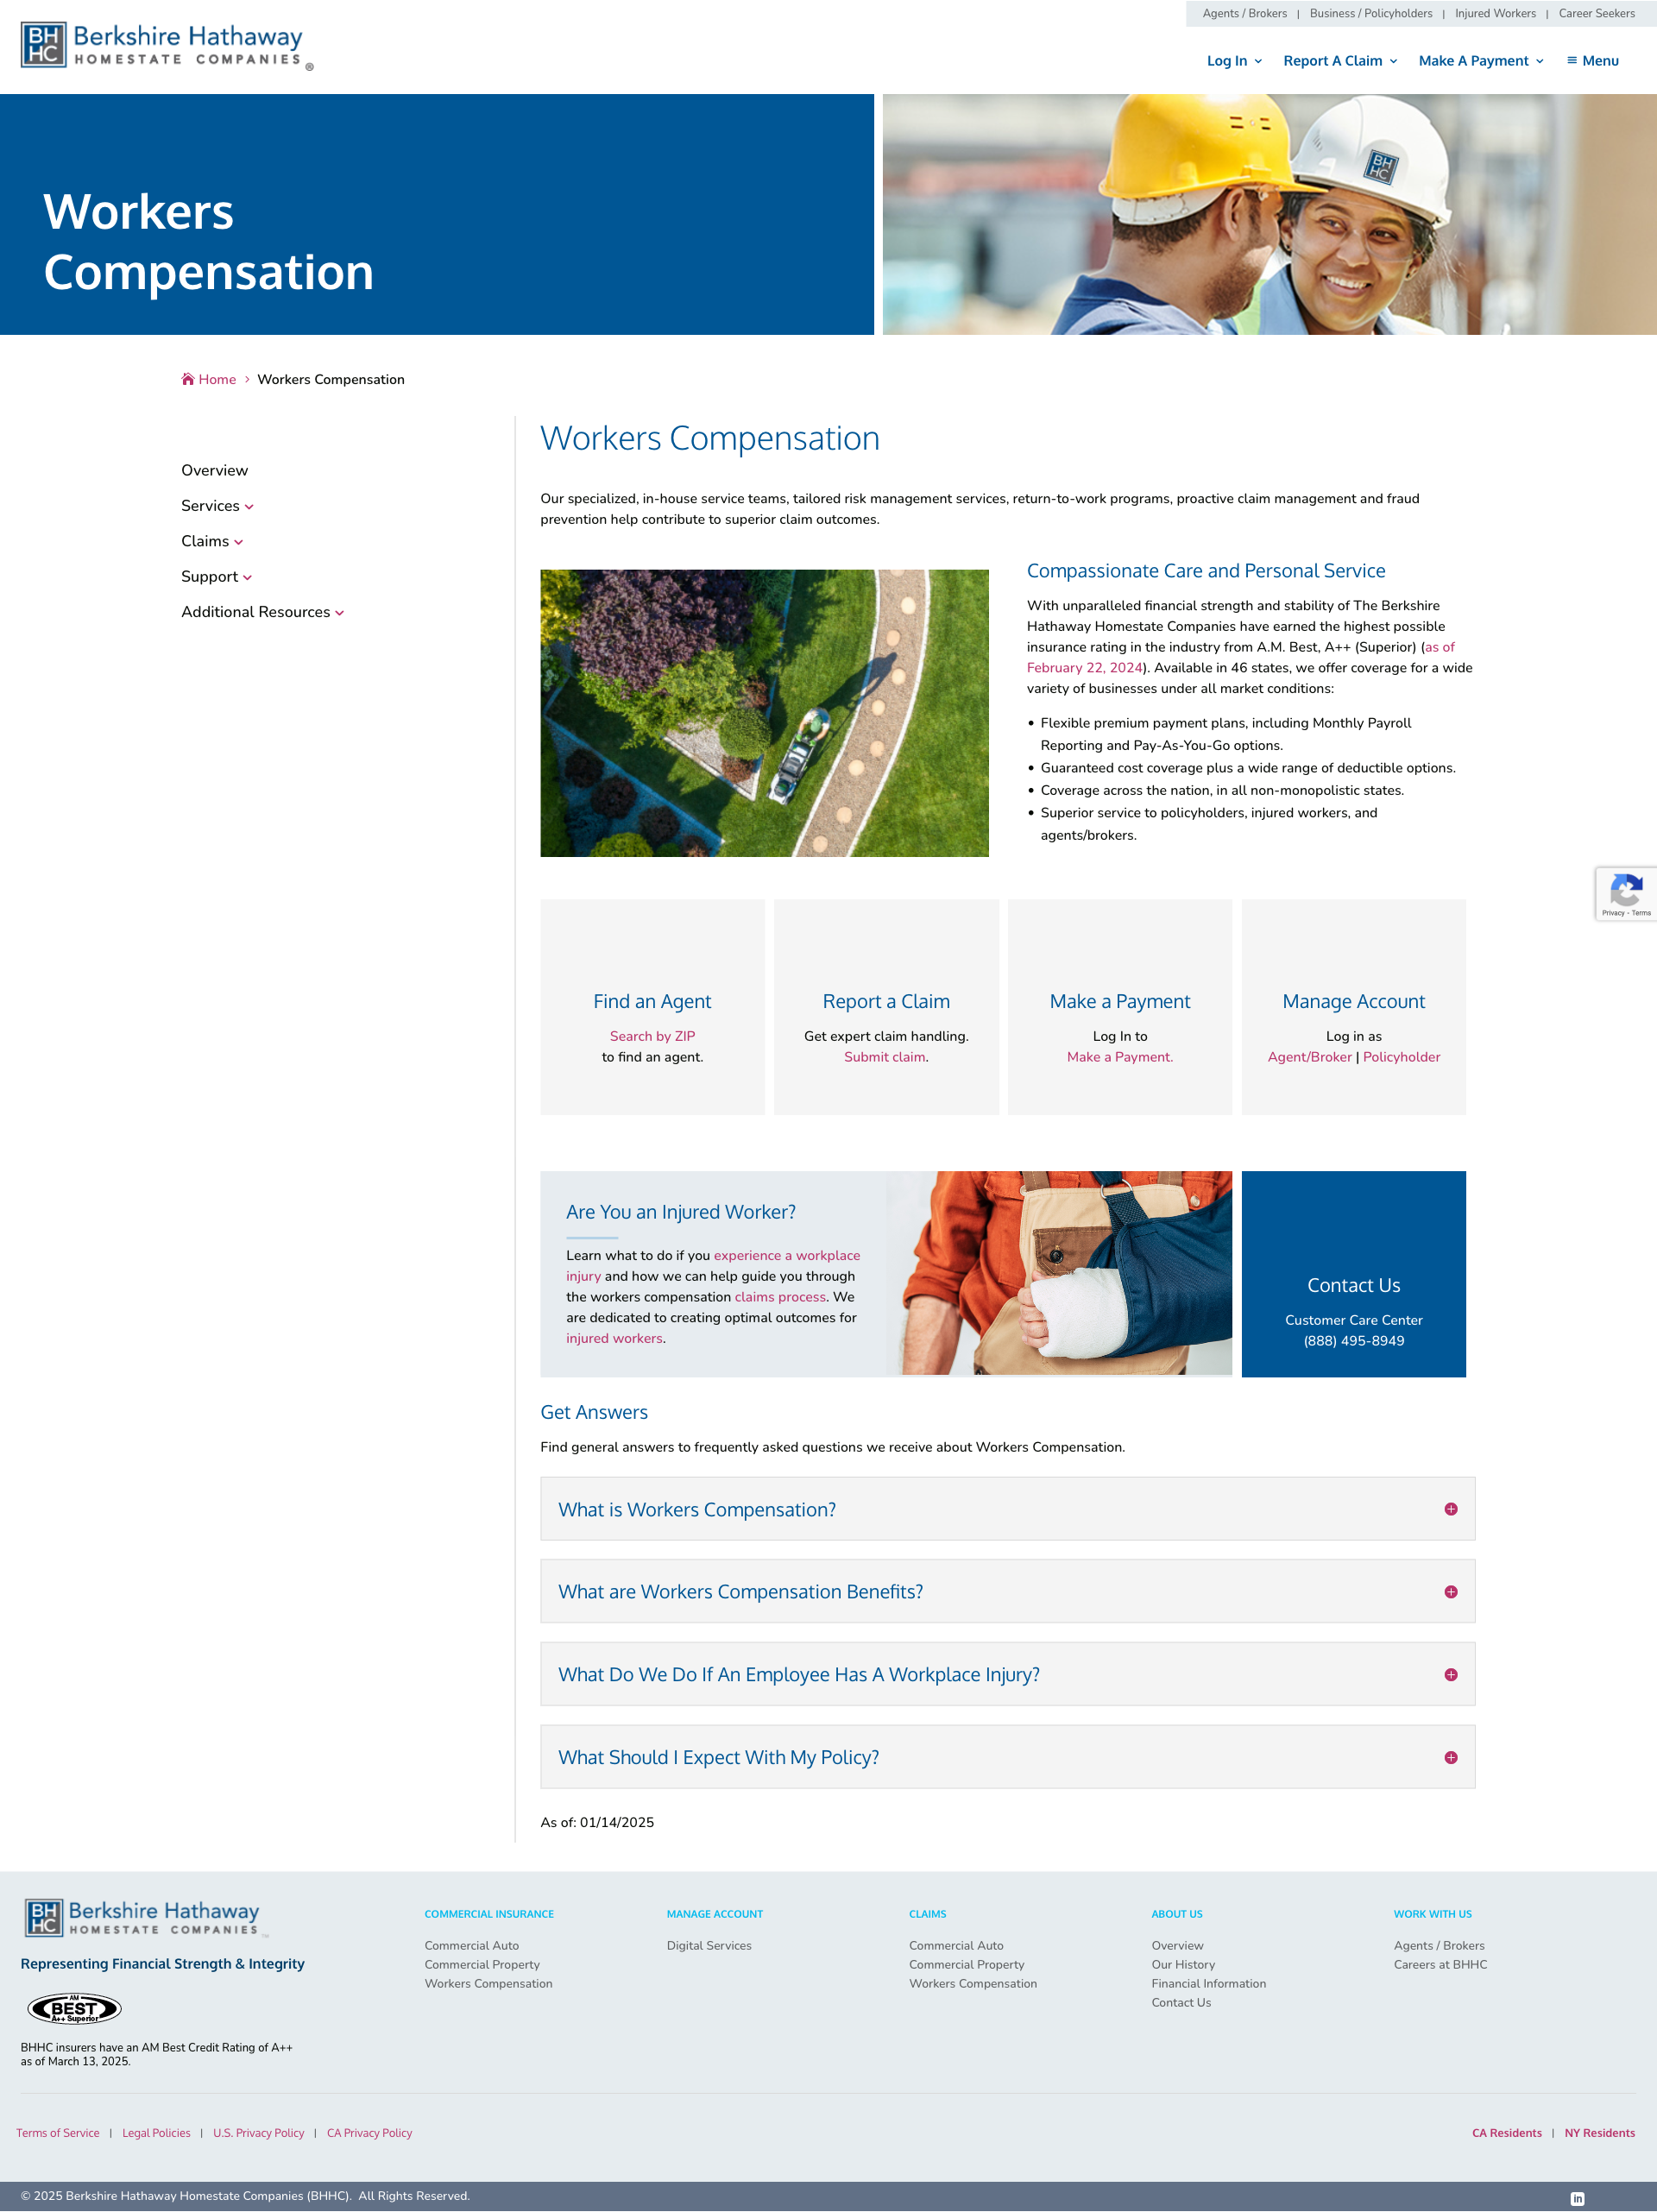 Agents / Brokers | Business / Policyholders | Injured Workers | Career Seekers
BH
HC
Berkshire Hathaway
HOMESTATE COMPANIES®
Log In
Report A Claim
Make A Payment
Menu
Workers
Compensation
BH
HC
Home
Workers Compensation
Overview
Services
Claims
Support
Additional Resources
Workers Compensation
Our specialized, in-house service teams, tailored risk management services, return-to-work programs, proactive claim management and fraud
prevention help contribute to superior claim outcomes.
Compassionate Care and Personal Service
With unparalleled financial strength and stability of The Berkshire
Hathaway Homestate Companies have earned the highest possible
insurance rating in the industry from A.M. Best, A++ (Superior) (as of
February 22, 2024). Available in 46 states, we offer coverage for a wide
variety of businesses under all market conditions:
• Flexible premium payment plans, including Monthly Payroll
Reporting and Pay-As-You-Go options.
• Guaranteed cost coverage plus a wide range of deductible options.
• Coverage across the nation, in all non-monopolistic states.
• Superior service to policyholders, injured workers, and
agents/brokers.
Privacy - Terms
Find an Agent
Search by ZIP
to find an agent.
Report a Claim
Get expert claim handling.
Submit claim.
Make a Payment
Log In to
Make a Payment.
Manage Account
Log in as
Agent/Broker | Policyholder
Are You an Injured Worker?
Learn what to do if you experience a workplace
injury and how we can help guide you through
the workers compensation claims process. We
are dedicated to creating optimal outcomes for
injured workers.
Contact Us
Customer Care Center
(888) 495-8949
Get Answers
Find general answers to frequently asked questions we receive about Workers Compensation.
What is Workers Compensation?
What are Workers Compensation Benefits?
What Do We Do If An Employee Has A Workplace Injury?
What Should I Expect With My Policy?
As of: 01/14/2025
BH
HC
Berkshire Hathaway
HOMESTATE COMPANIES™
Representing Financial Strength & Integrity
AM
BEST
A++ Superior
BHHC insurers have an AM Best Credit Rating of A++
as of March 13, 2025.
COMMERCIAL INSURANCE
Commercial Auto
Commercial Property
Workers Compensation
MANAGE ACCOUNT
Digital Services
CLAIMS
Commercial Auto
Commercial Property
Workers Compensation
ABOUT US
Overview
Our History
Financial Information
Contact Us
WORK WITH US
Agents / Brokers
Careers at BHHC
Terms of Service | Legal Policies | U.S. Privacy Policy | CA Privacy Policy
CA Residents | NY Residents
© 2025 Berkshire Hathaway Homestate Companies (BHHC). All Rights Reserved.
in